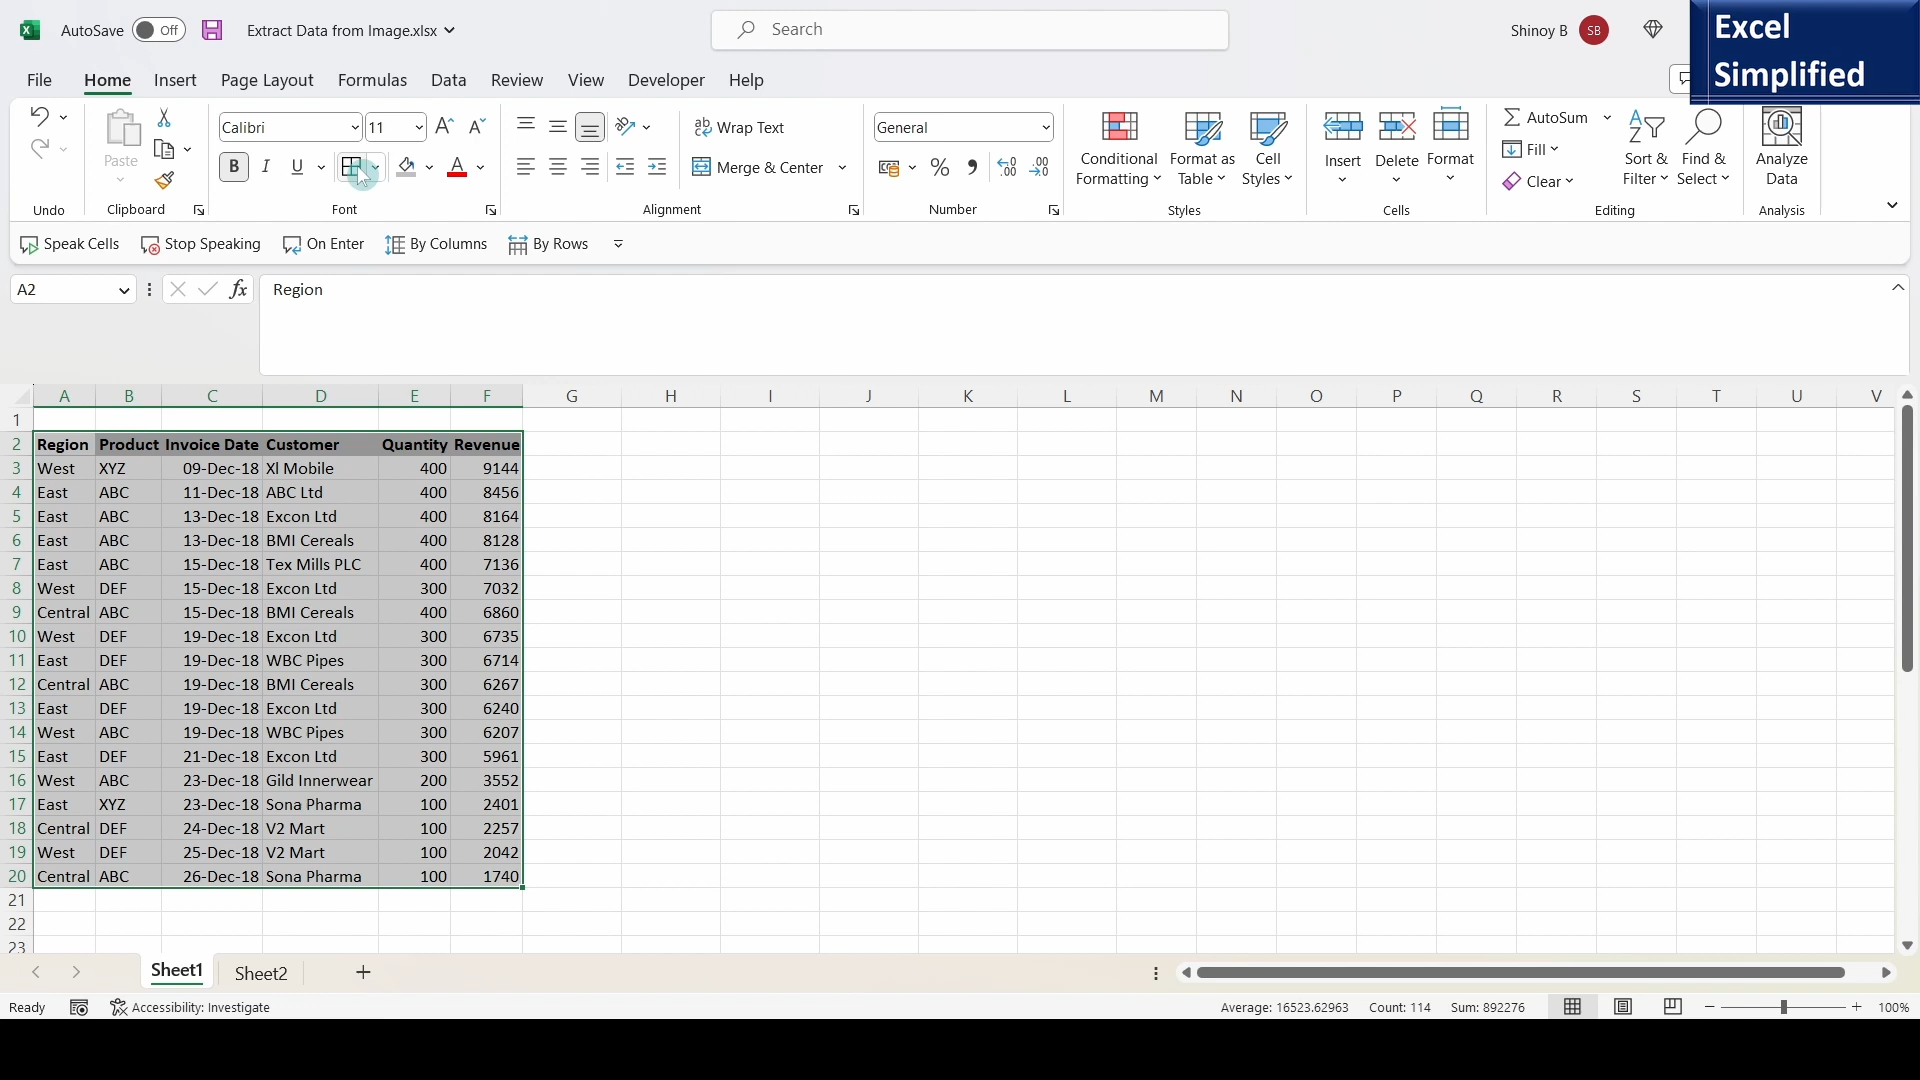 AutoSave Off Extract Data from Image.xlsx Search Shinoy B SB
Excel
Simplified
File Home Insert Page Layout Formulas Data Review View Developer Help
Paste
Calibri 11
B I U A
ab Wrap Text
Merge & Center
General
% 9 .00
Conditional
Formatting
Format as
Table
Cell
Styles
Insert Delete Format
AutoSum
Fill
Clear
Sort &
Filter
Find &
Select
Analyze
Data
Undo Clipboard Font Alignment Number Styles Cells Editing Analysis
Speak Cells Stop Speaking On Enter By Columns By Rows
A2 fx Region
A B C D E F G H I J K L M N O P Q R S T U V
1
2 Region Product Invoice Date Customer Quantity Revenue
3 West XYZ 09-Dec-18 Xl Mobile 400 9144
4 East ABC 11-Dec-18 ABC Ltd 400 8456
5 East ABC 13-Dec-18 Excon Ltd 400 8164
6 East ABC 13-Dec-18 BMI Cereals 400 8128
7 East ABC 15-Dec-18 Tex Mills PLC 400 7136
8 West DEF 15-Dec-18 Excon Ltd 300 7032
9 Central ABC 15-Dec-18 BMI Cereals 400 6860
10 West DEF 19-Dec-18 Excon Ltd 300 6735
11 East DEF 19-Dec-18 WBC Pipes 300 6714
12 Central ABC 19-Dec-18 BMI Cereals 300 6267
13 East DEF 19-Dec-18 Excon Ltd 300 6240
14 West ABC 19-Dec-18 WBC Pipes 300 6207
15 East DEF 21-Dec-18 Excon Ltd 300 5961
16 West ABC 23-Dec-18 Gild Innerwear 200 3552
17 East XYZ 23-Dec-18 Sona Pharma 100 2401
18 Central DEF 24-Dec-18 V2 Mart 100 2257
19 West DEF 25-Dec-18 V2 Mart 100 2042
20 Central ABC 26-Dec-18 Sona Pharma 100 1740
21
22
23
Sheet1 Sheet2
Ready Accessibility: Investigate Average: 16523.62963 Count: 114 Sum: 892276 100%